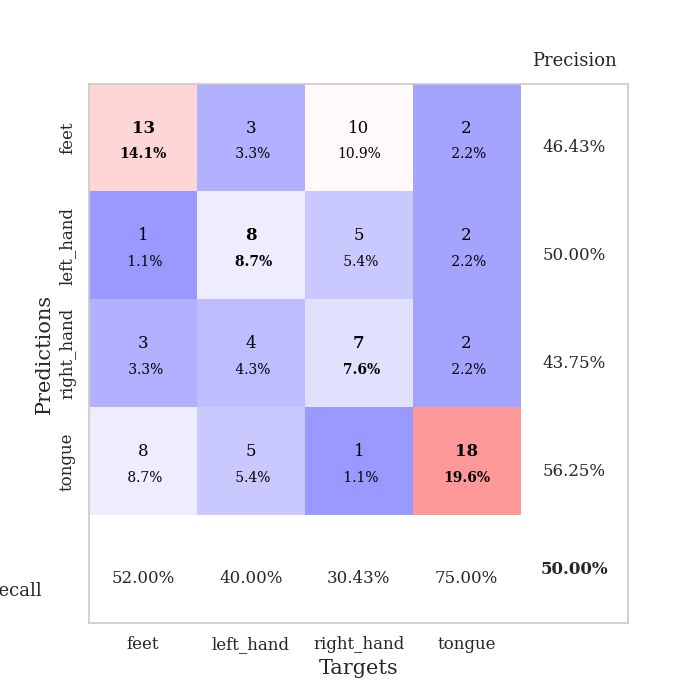 Precision
feet
13 3 10 2
14.1% 3.3% 10.9% 2.2%
46.43%
left_hand
1 8 5 2
1.1% 8.7% 5.4% 2.2%
50.00%
right_hand
3 4 7 2
3.3% 4.3% 7.6% 2.2%
43.75%
tongue
8 5 1 18
8.7% 5.4% 1.1% 19.6%
56.25%
Predictions
ecall
52.00% 40.00% 30.43% 75.00% 50.00%
feet left_hand right_hand tongue
Targets